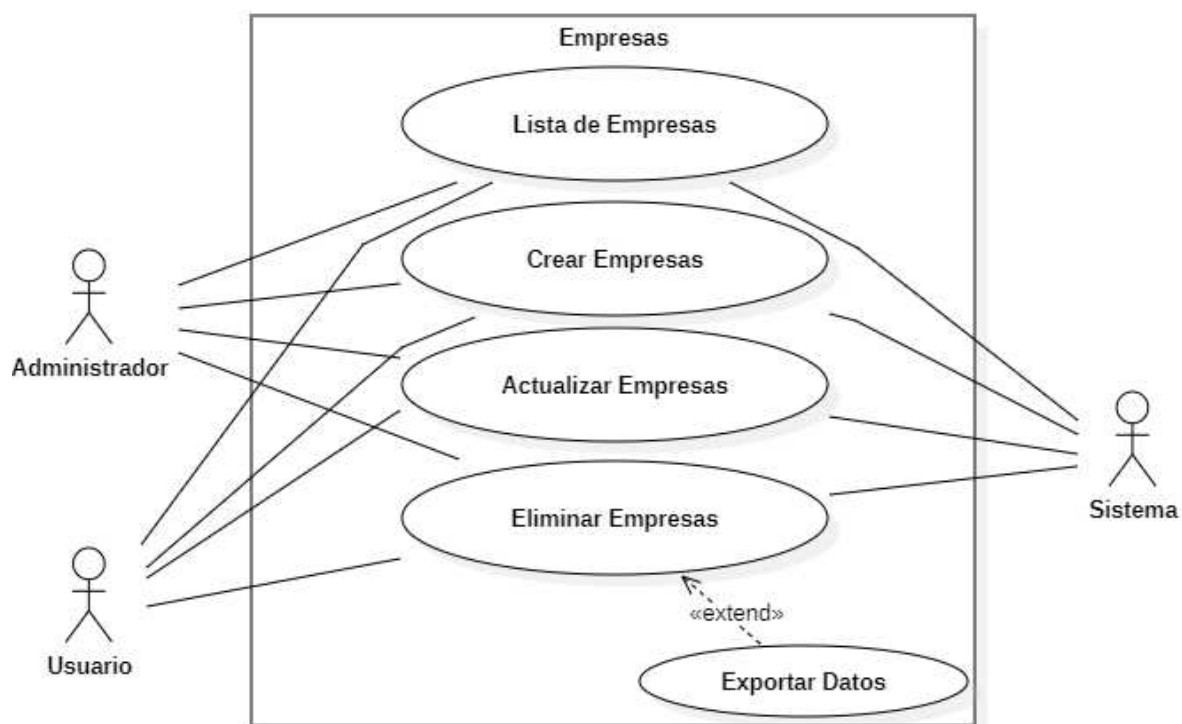 Empresas
Lista de Empresas
Crear Empresas
Administrador
Actualizar Empresas
Sistema
Eliminar Empresas
Usuario
«extend»
Exportar Datos